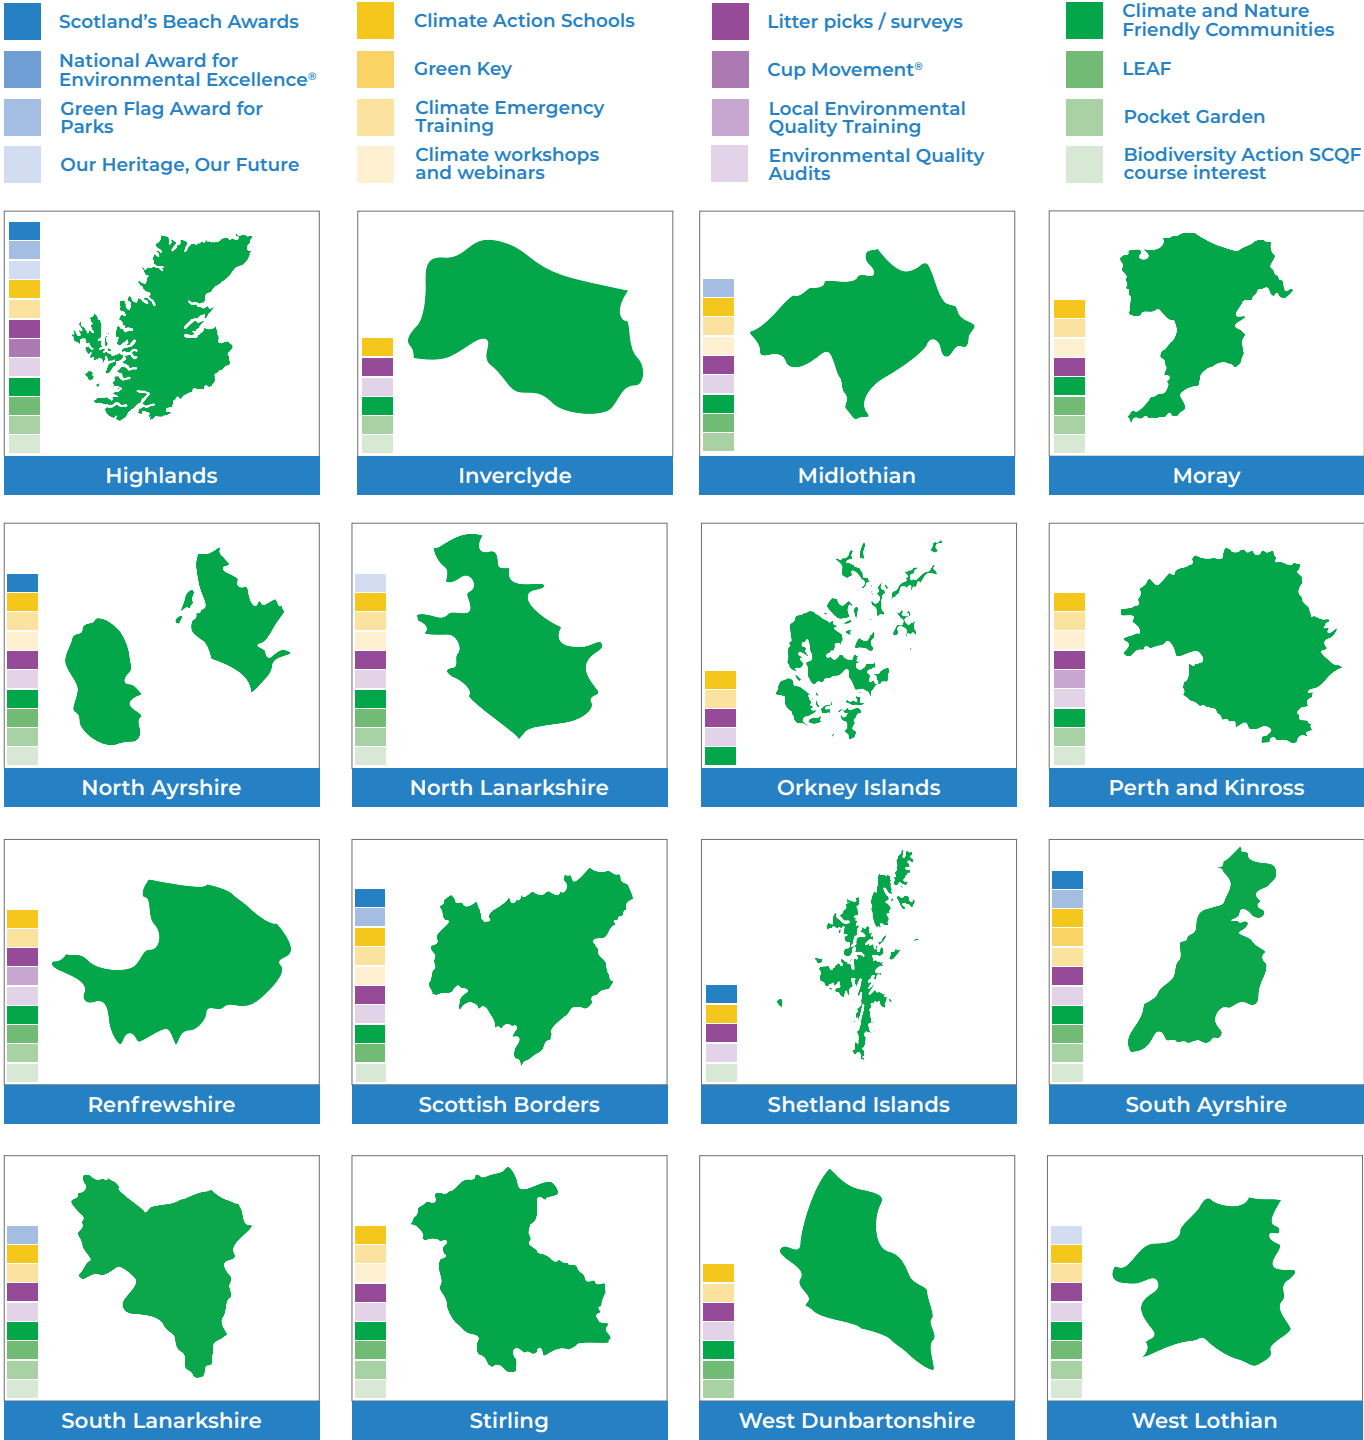 Scotland's Beach Awards
National Award for
Environmental Excellence®
Green Flag Award for
Parks
Our Heritage, Our Future
Climate Action Schools
Green Key
Climate Emergency
Training
Climate workshops
and webinars
Litter picks / surveys
Cup Movement®
Local Environmental
Quality Training
Environmental Quality
Audits
Climate and Nature
Friendly Communities
LEAF
Pocket Garden
Biodiversity Action SCQF
course interest
Highlands
Inverclyde
Midlothian
Moray
North Ayrshire
North Lanarkshire
Orkney Islands
Perth and Kinross
Renfrewshire
Scottish Borders
Shetland Islands
South Ayrshire
South Lanarkshire
Stirling
West Dunbartonshire
West Lothian